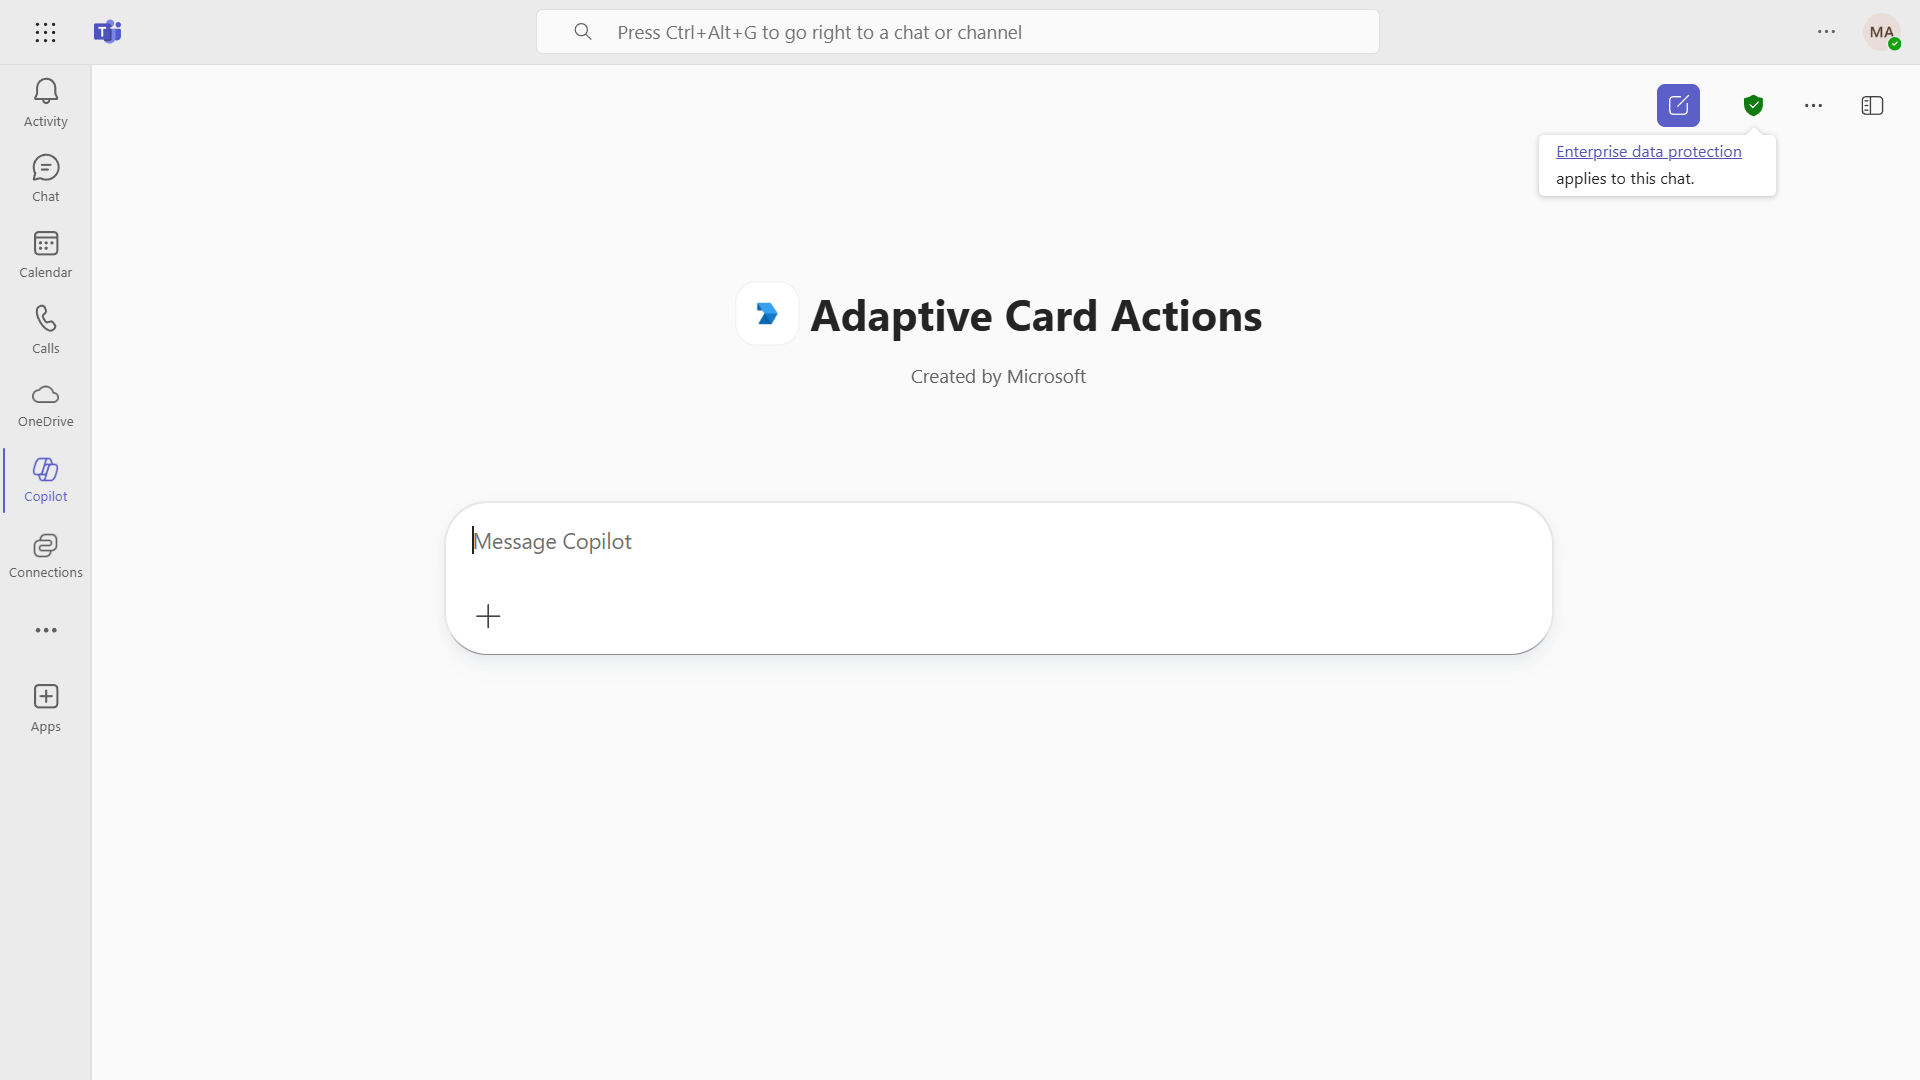 Press Ctrl+Alt+G to go right to a chat or channel
MA
Activity
Chat
Calendar
Calls
OneDrive
Copilot
Connections
Apps
Enterprise data protection
applies to this chat.
Adaptive Card Actions
Created by Microsoft
Message Copilot